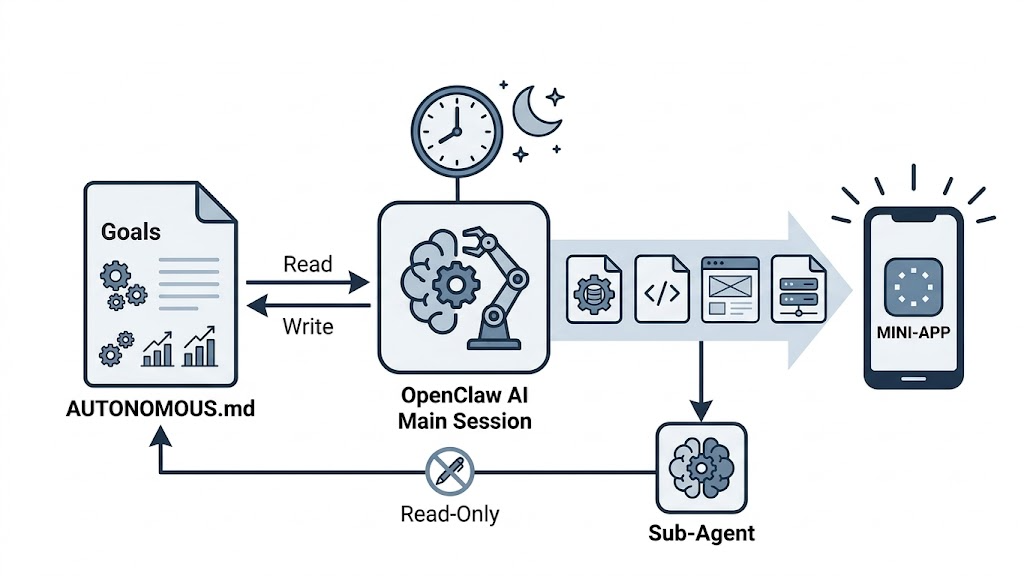 Goals
Read
Write
AUTONOMOUS.md
OpenClaw AI
Main Session
</>
MINI-APP
Read-Only
Sub-Agent